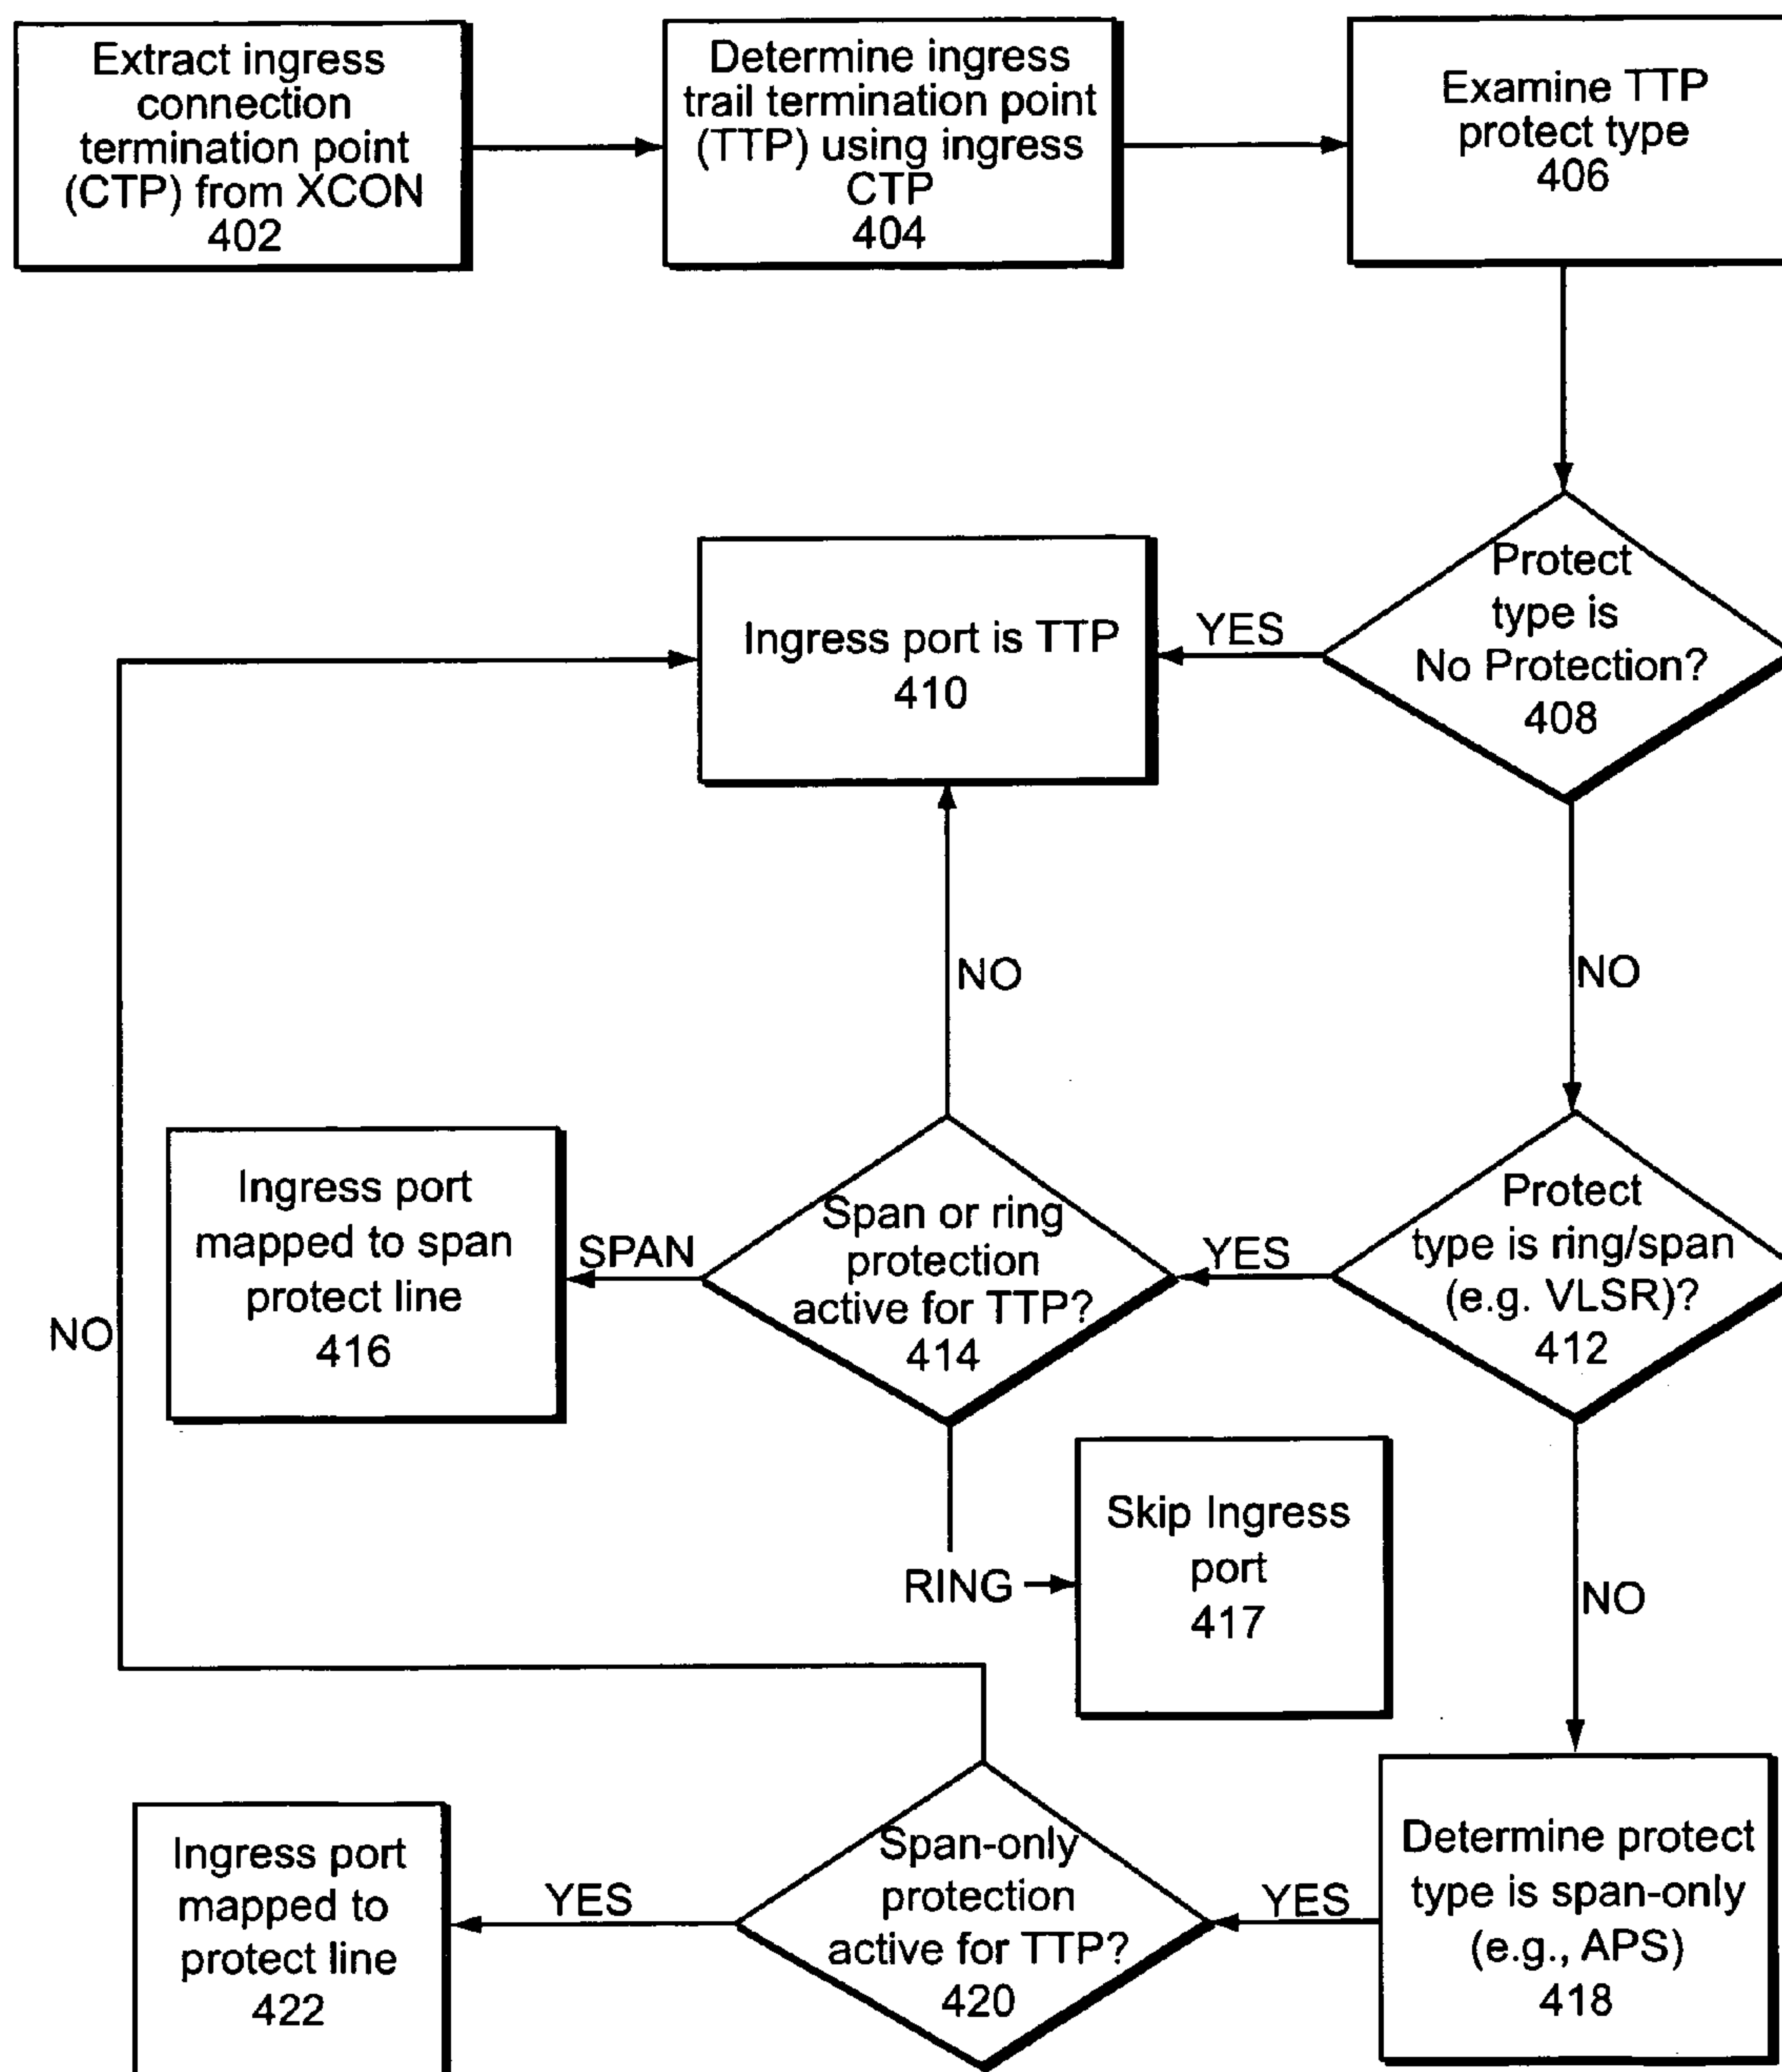 Extract ingress
connection
termination point
(CTP) from XCON
402
Determine ingress
trail termination point
(TTP) using ingress
CTP
404
Examine TTP
protect type
406
Protect
type is
No Protection?
408
YES
Ingress port is TTP
410
NO
NO
Protect
type is ring/span
(e.g. VLSR)?
412
YES
Span or ring
protection
active for TTP?
414
SPAN
Ingress port
mapped to span
protect line
416
NO
RING
Skip Ingress
port
417
NO
Determine protect
type is span-only
(e.g., APS)
418
YES
Span-only
protection
active for TTP?
420
YES
Ingress port
mapped to
protect line
422